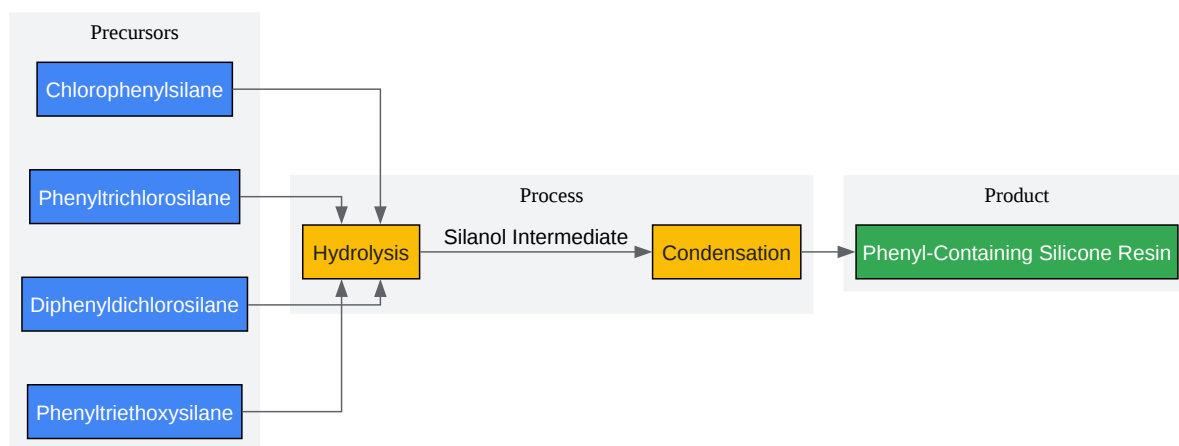 Precursors
Chlorophenylsilane
Phenyltrichlorosilane
Diphenyldichlorosilane
Phenyltriethoxysilane
Process
Hydrolysis
Silanol Intermediate
Condensation
Product
Phenyl-Containing Silicone Resin